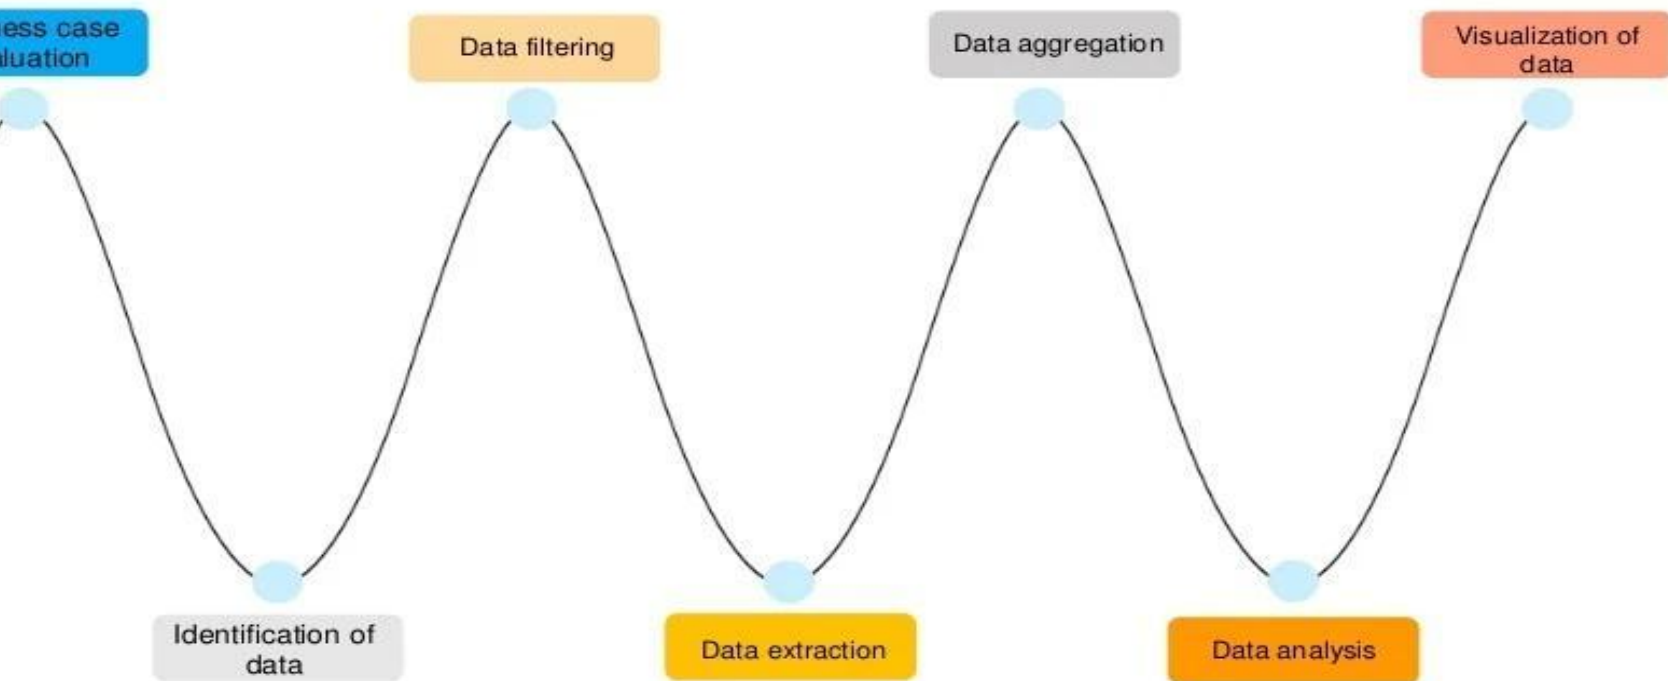 ess case
luation
Data filtering
Data aggregation
Visualization of
data
Identification of
data
Data extraction
Data analysis